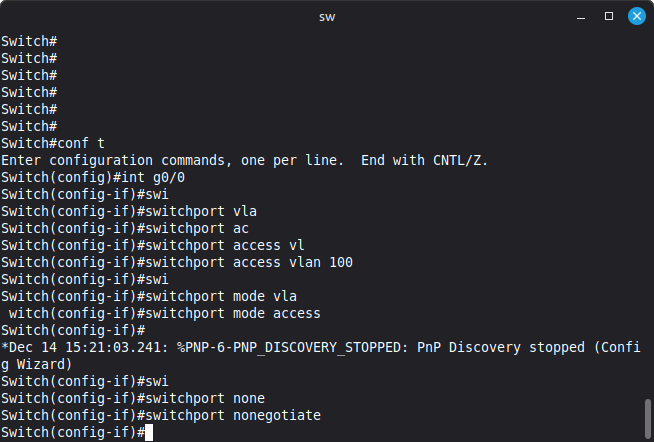 sw
Switch#
Switch#
Switch#
Switch#
Switch#
Switch#
Switch#conf t
Enter configuration commands, one per line.  End with CNTL/Z.
Switch(config)#int g0/0
Switch(config-if)#swi
Switch(config-if)#switchport vla
Switch(config-if)#switchport ac
Switch(config-if)#switchport access vl
Switch(config-if)#switchport access vlan 100
Switch(config-if)#swi
Switch(config-if)#switchport mode vla
 witch(config-if)#switchport mode access
Switch(config-if)#
*Dec 14 15:21:03.241: %PNP-6-PNP_DISCOVERY_STOPPED: PnP Discovery stopped (Confi
g Wizard)
Switch(config-if)#swi
Switch(config-if)#switchport none
Switch(config-if)#switchport nonegotiate
Switch(config-if)#